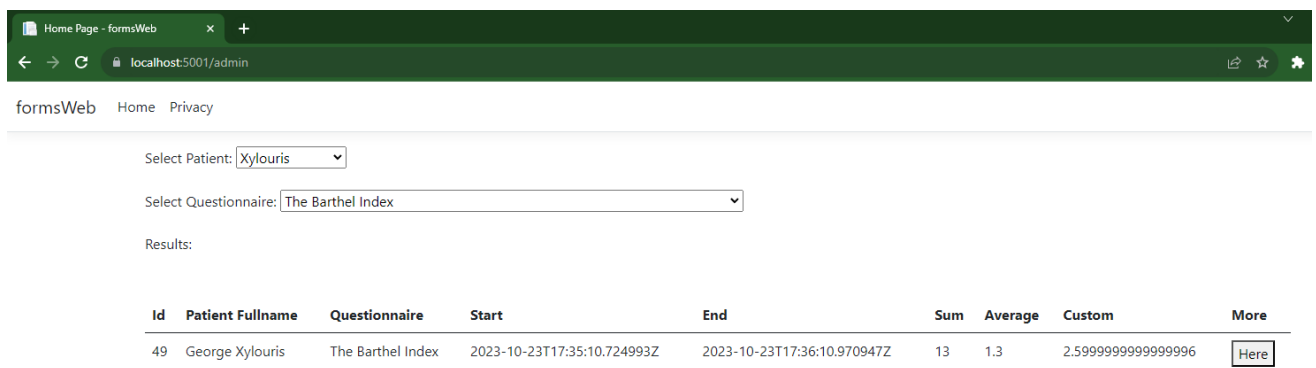 Home Page - formsWeb
localhost:5001/admin
formsWeb Home Privacy
Select Patient: Xylouris
Select Questionnaire: The Barthel Index
Results:
Id Patient Fullname Questionnaire Start End Sum Average Custom More
49 George Xylouris The Barthel Index 2023-10-23T17:35:10.724993Z 2023-10-23T17:36:10.970947Z 13 1.3 2.5999999999999996 Here